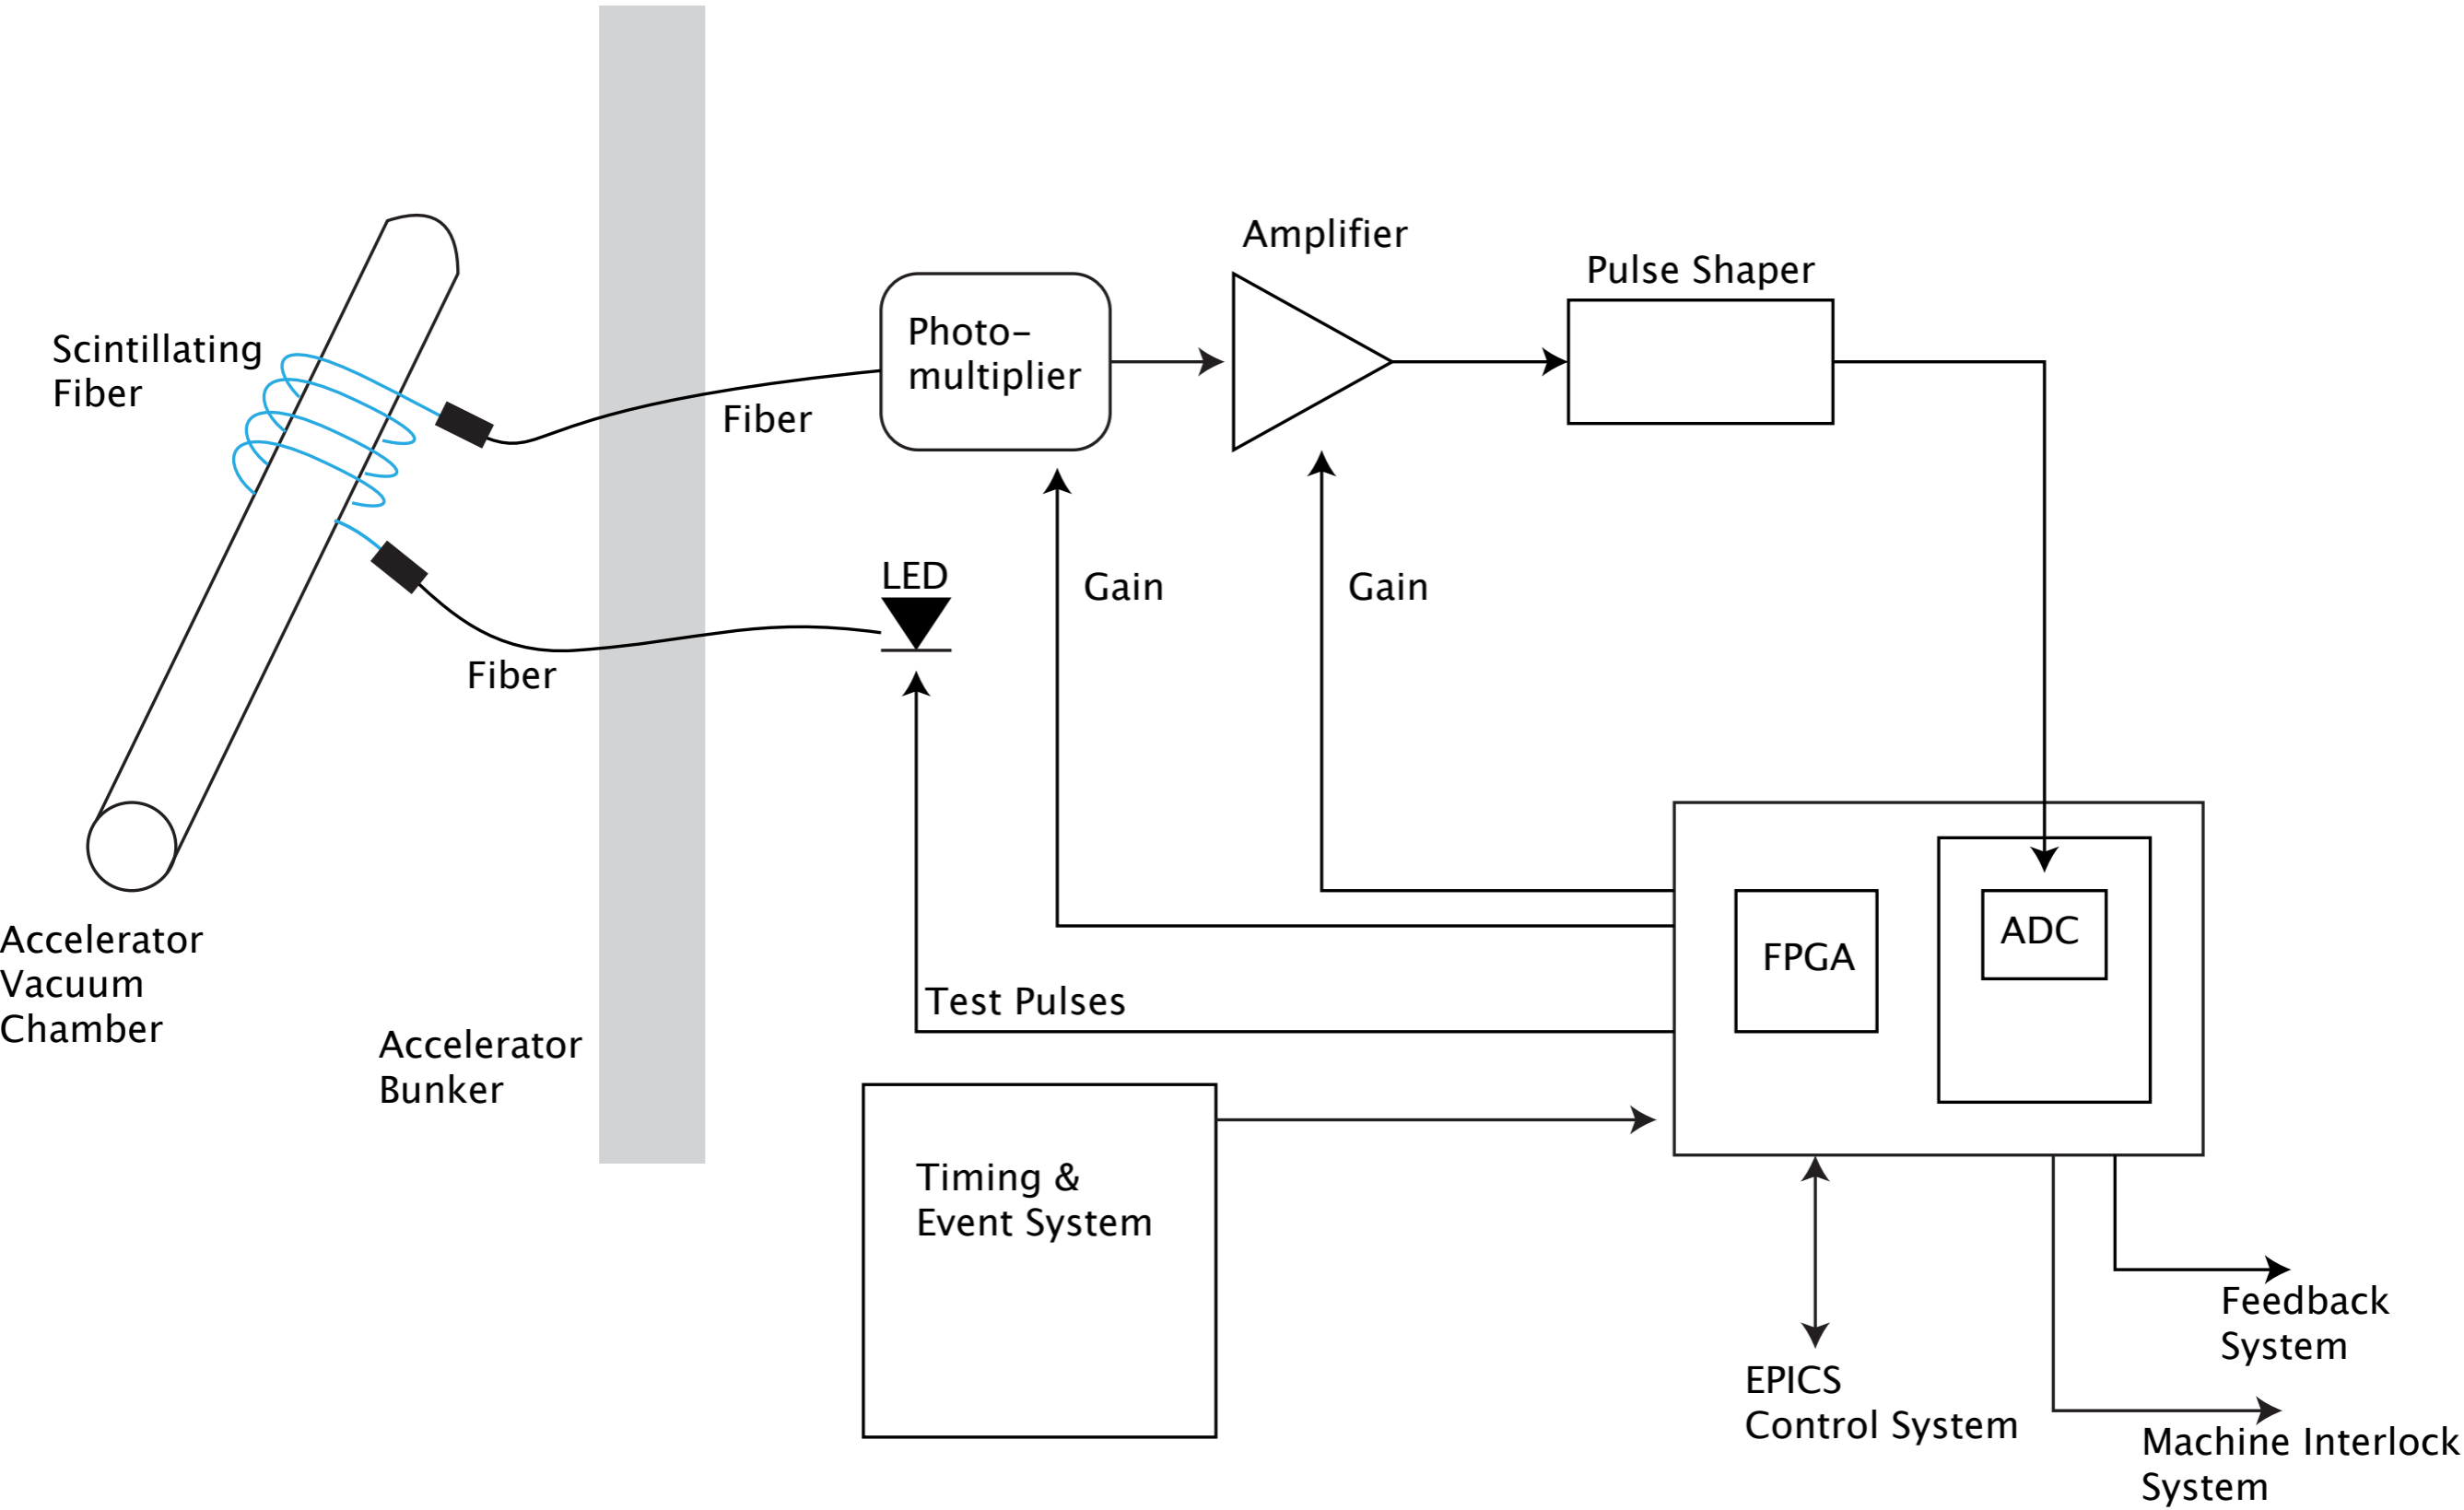 Amplifier
Pulse Shaper
Scintillating
Fiber
Photo-
multiplier
Fiber
LED
Gain
Gain
Fiber
Accelerator
Vacuum
Chamber
FPGA
ADC
Test Pulses
Accelerator
Bunker
Timing &
Event System
Feedback
System
EPICS
Control System
Machine Interlock
System